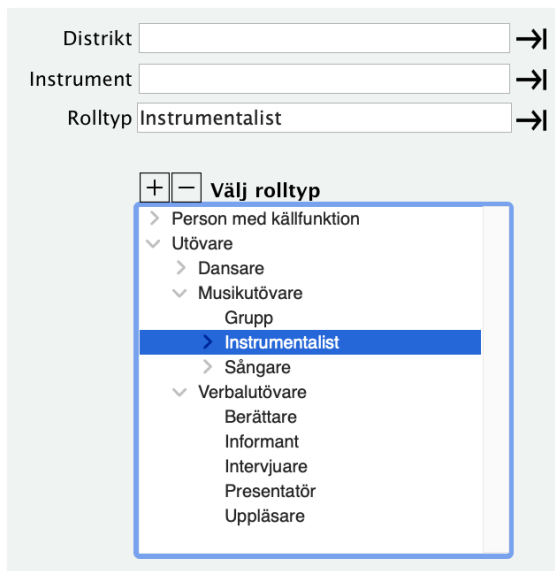 Distrikt
Instrument
Rolltyp Instrumentalist
Välj rolltyp
Person med källfunktion
Utövare
Dansare
Musikutövare
Grupp
Instrumentalist
Sångare
Verbalutövare
Berättare
Informant
Intervjuare
Presentatör
Uppläsare